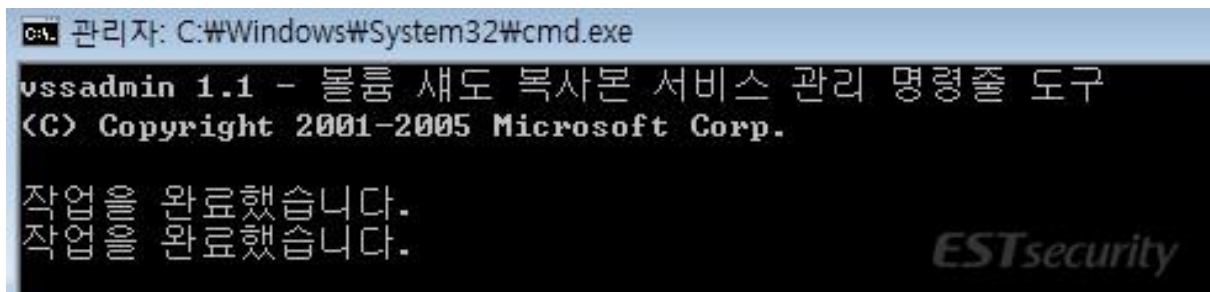 관리자: C:₩Windows₩System32₩cmd.exe
vssadmin 1.1 - 볼륨 섀도 복사본 서비스 관리 명령줄 도구
(C) Copyright 2001-2005 Microsoft Corp.
작업을 완료했습니다.
작업을 완료했습니다.
ESTsecurity